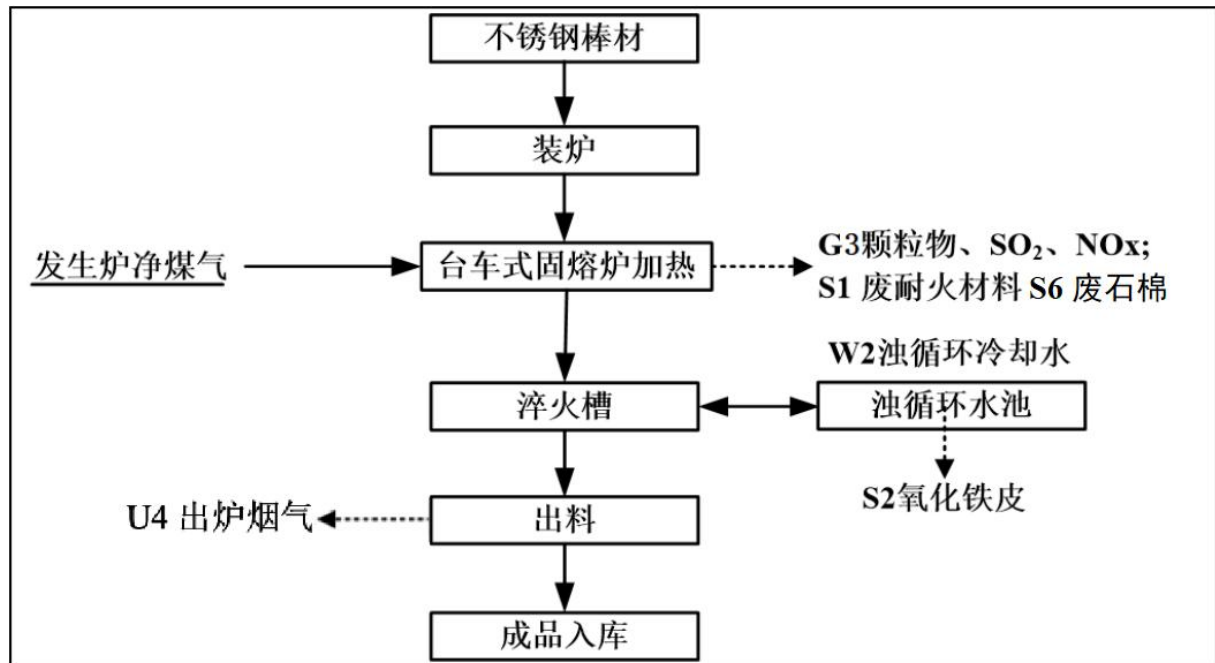 不锈钢棒材
装炉
发生炉净煤气
台车式固熔炉加热
G3颗粒物、SO₂、NOx;
S1 废耐火材料 S6 废石棉
W2浊循环冷却水
淬火槽
浊循环水池
S2氧化铁皮
U4 出炉烟气
出料
成品入库